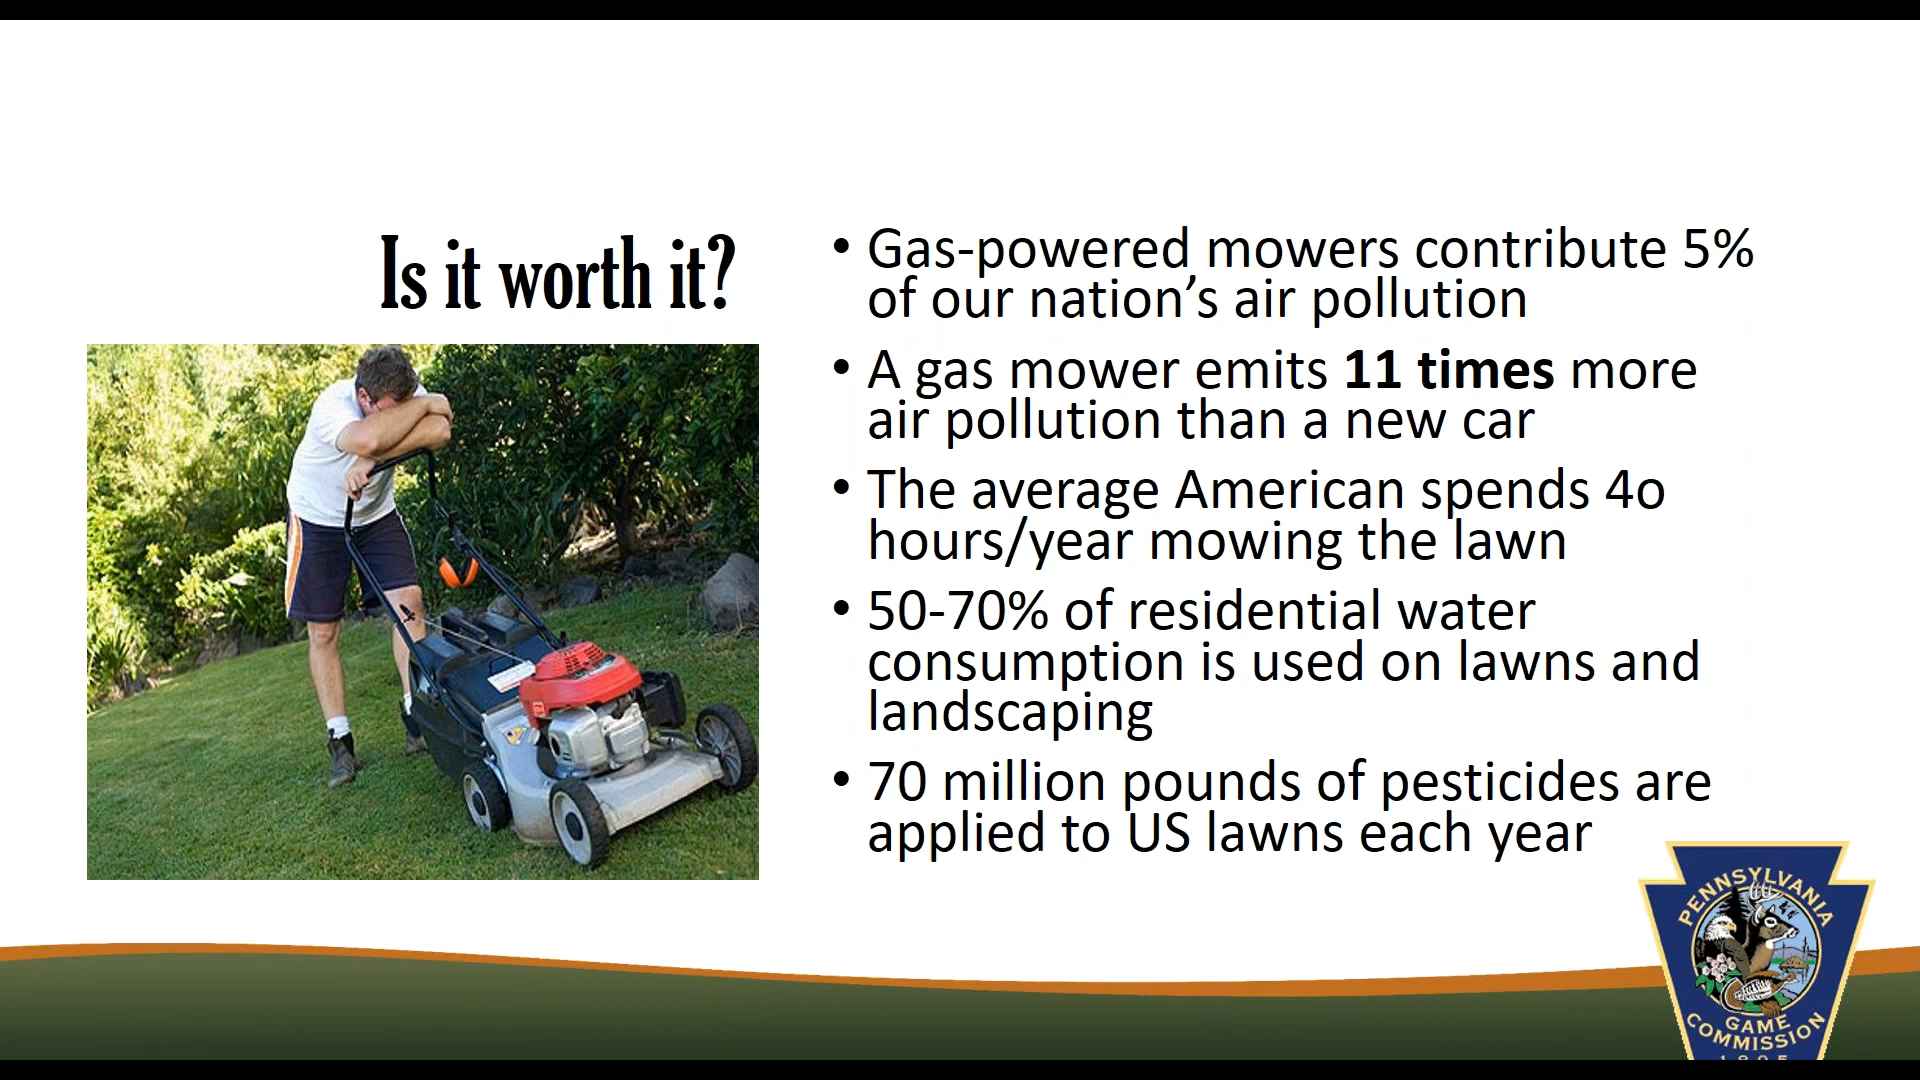 Is it worth it?
• Gas-powered mowers contribute 5%
of our nation’s air pollution
• A gas mower emits 11 times more
air pollution than a new car
• The average American spends 4o
hours/year mowing the lawn
• 50-70% of residential water
consumption is used on lawns and
landscaping
• 70 million pounds of pesticides are
applied to US lawns each year
PENNSYLVANIA
GAME
COMMISSION
1895